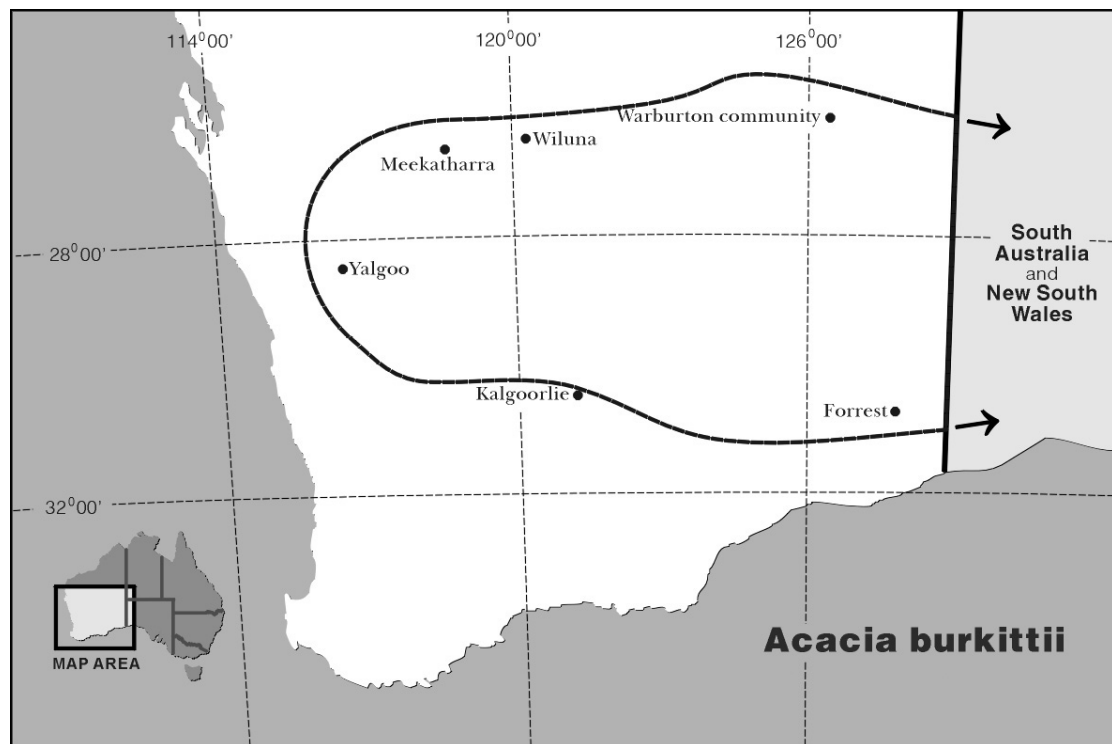 114⁰00'
120⁰00'
126⁰00'
Warburton community
Wiluna
Meekatharra
28⁰00'
South
Australia
and
New South
Wales
Yalgoo
Kalgoorlie
Forrest
32⁰00'
MAP AREA
Acacia burkittii